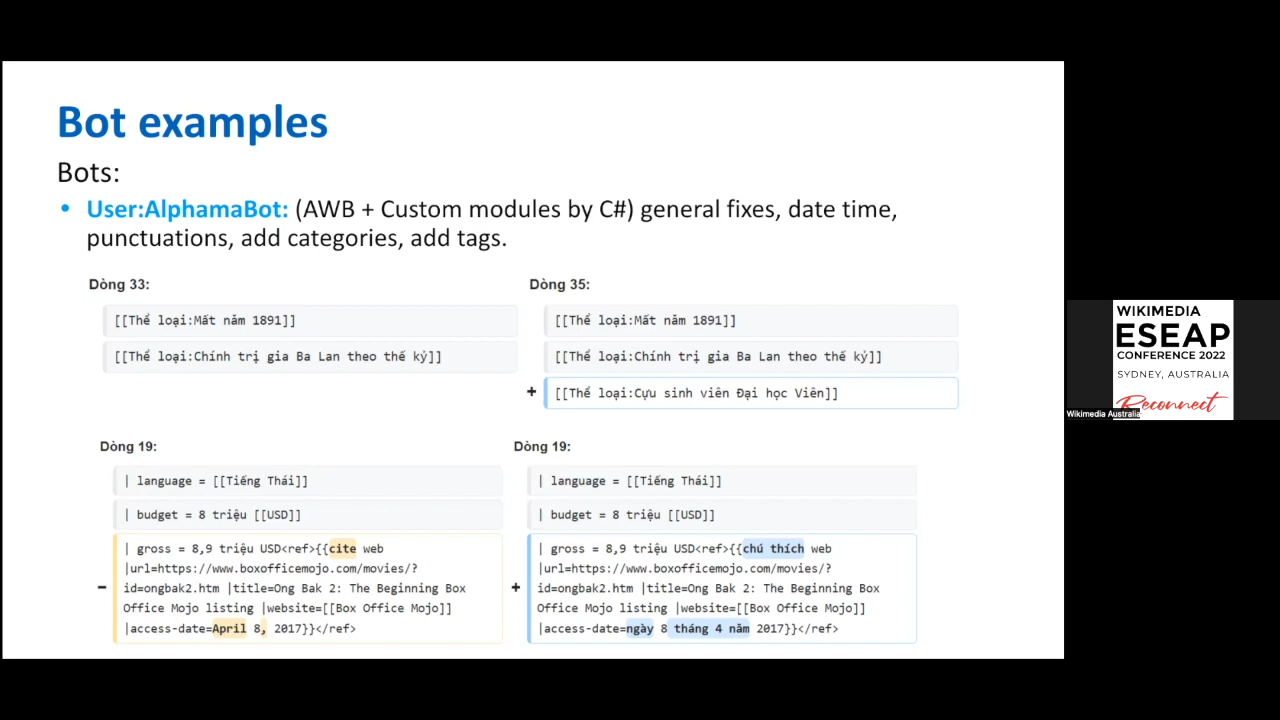 Bot examples
Bots:
• User:AlphamaBot: (AWB + Custom modules by C#) general fixes, date time,
punctuations, add categories, add tags.
Dòng 33:
[[Thể loại:Mất năm 1891]]
[[Thể loại:Chính trị gia Ba Lan theo thế kỷ]]
Dòng 35:
[[Thể loại:Mất năm 1891]]
[[Thể loại:Chính trị gia Ba Lan theo thế kỷ]]
+ [[Thể loại:Cựu sinh viên Đại học Viên]]
Dòng 19:
| language = [[Tiếng Thái]]
| budget = 8 triệu [[USD]]
− | gross = 8,9 triệu USD<ref>{{cite web
|url=https://www.boxofficemojo.com/movies/?
id=ongbak2.htm |title=Ong Bak 2: The Beginning Box
Office Mojo listing |website=[[Box Office Mojo]]
|access-date=April 8, 2017}}</ref>
Dòng 19:
| language = [[Tiếng Thái]]
| budget = 8 triệu [[USD]]
+ | gross = 8,9 triệu USD<ref>{{chú thích web
|url=https://www.boxofficemojo.com/movies/?
id=ongbak2.htm |title=Ong Bak 2: The Beginning Box
Office Mojo listing |website=[[Box Office Mojo]]
|access-date=ngày 8 tháng 4 năm 2017}}</ref>
WIKIMEDIA
ESEAP
CONFERENCE 2022
SYDNEY, AUSTRALIA
Reconnect
Wikimedia Australia